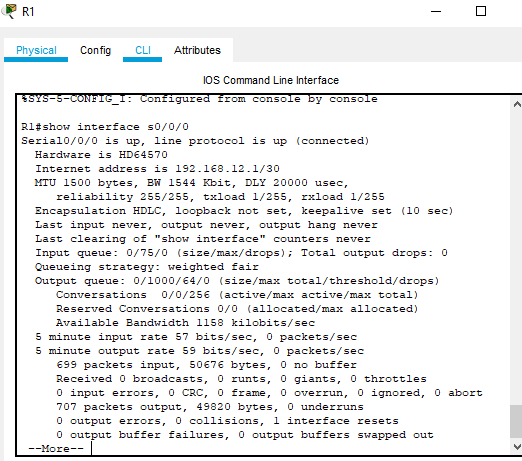 R1
Physical Config CLI Attributes
IOS Command Line Interface
%SYS-5-CONFIG_I: Configured from console by console
R1#show interface s0/0/0
Serial0/0/0 is up, line protocol is up (connected)
Hardware is HD64570
Internet address is 192.168.12.1/30
MTU 1500 bytes, BW 1544 Kbit, DLY 20000 usec,
reliability 255/255, txload 1/255, rxload 1/255
Encapsulation HDLC, loopback not set, keepalive set (10 sec)
Last input never, output never, output hang never
Last clearing of "show interface" counters never
Input queue: 0/75/0 (size/max/drops); Total output drops: 0
Queueing strategy: weighted fair
Output queue: 0/1000/64/0 (size/max total/threshold/drops)
Conversations 0/0/256 (active/max active/max total)
Reserved Conversations 0/0 (allocated/max allocated)
Available Bandwidth 1158 kilobits/sec
5 minute input rate 57 bits/sec, 0 packets/sec
5 minute output rate 59 bits/sec, 0 packets/sec
699 packets input, 50676 bytes, 0 no buffer
Received 0 broadcasts, 0 runts, 0 giants, 0 throttles
0 input errors, 0 CRC, 0 frame, 0 overrun, 0 ignored, 0 abort
707 packets output, 49820 bytes, 0 underruns
0 output errors, 0 collisions, 1 interface resets
0 output buffer failures, 0 output buffers swapped out
--More--